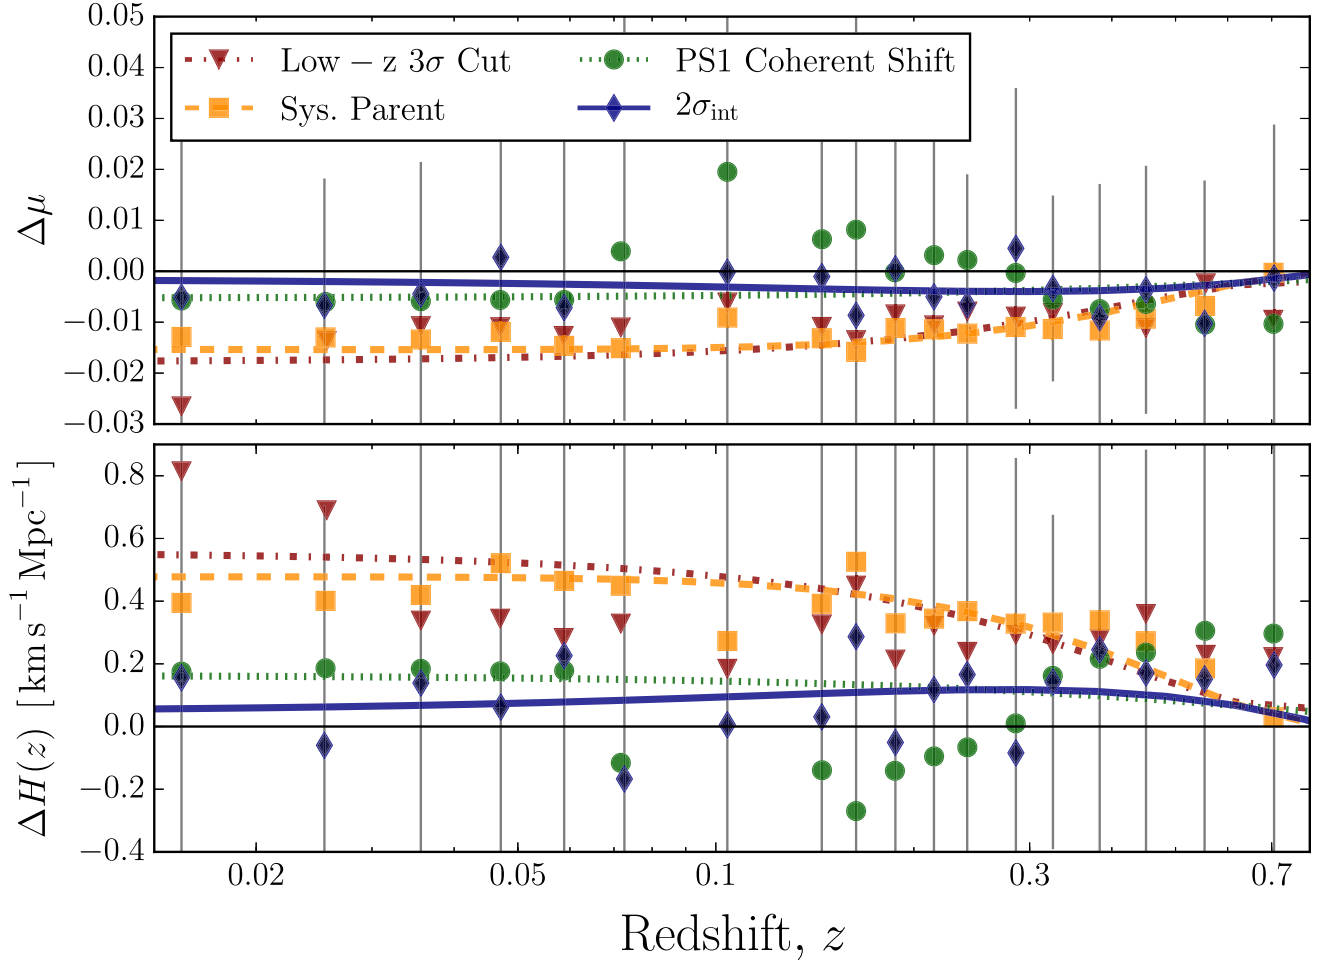 0.05
0.04
0.03
0.02
0.01
0.00
−0.01
−0.02
−0.03
Δμ
Low − z 3σ Cut
PS1 Coherent Shift
Sys. Parent
2σ_int
0.8
0.6
0.4
0.2
0.0
−0.2
−0.4
ΔH(z) [km s⁻¹ Mpc⁻¹]
0.02 0.05 0.1 0.3 0.7
Redshift, z